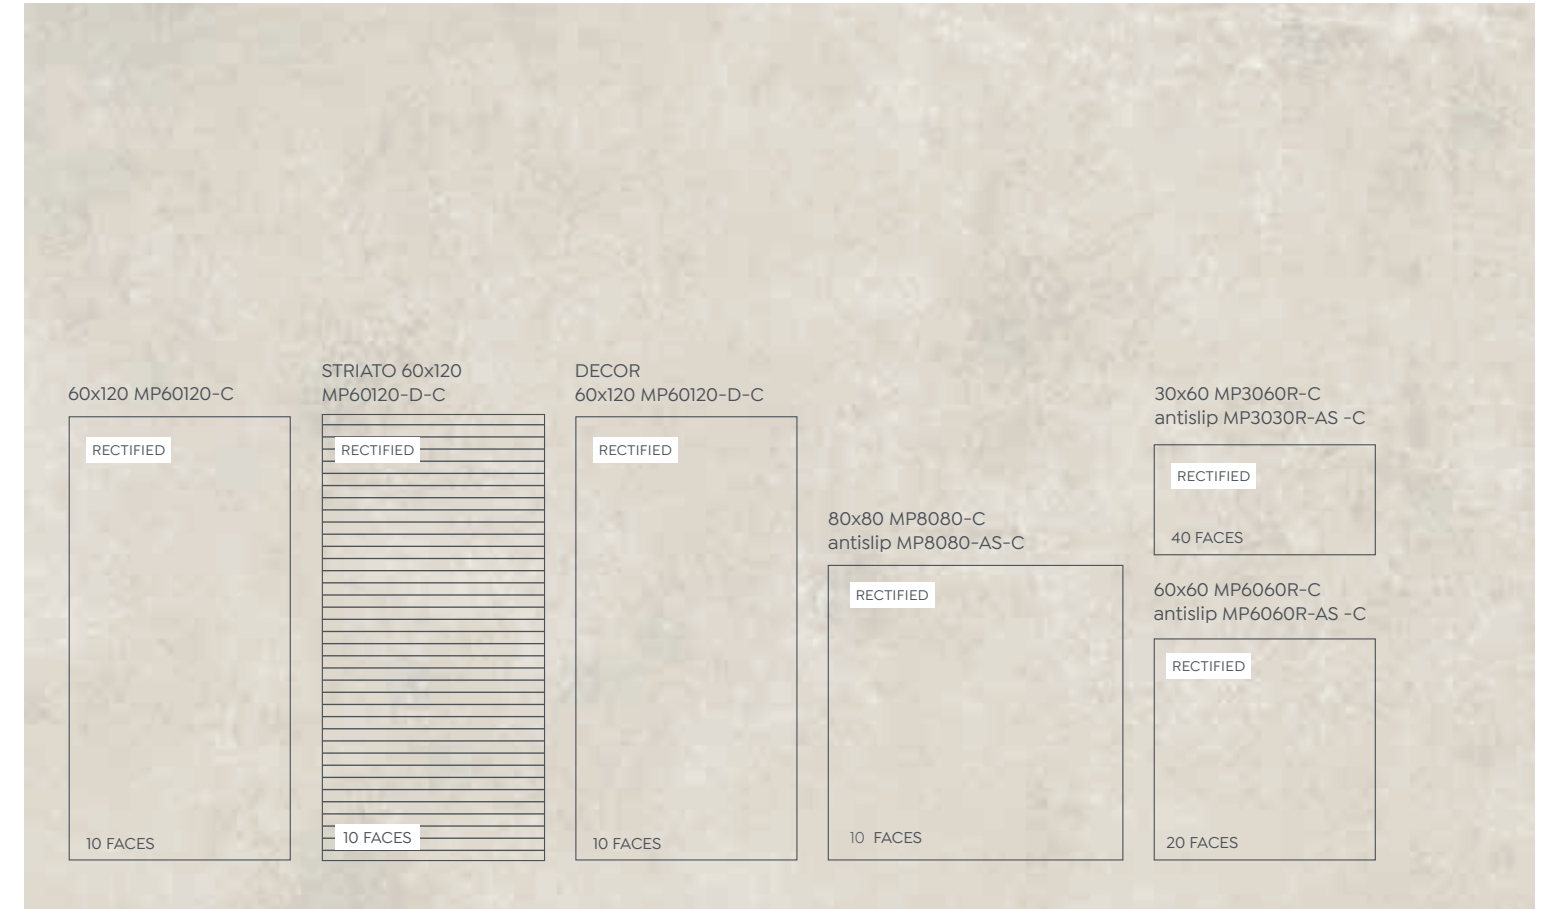 60x120 MP60120-C
RECTIFIED
10 FACES
STRIATO 60x120
MP60120-D-C
RECTIFIED
10 FACES
DECOR
60x120 MP60120-D-C
RECTIFIED
10 FACES
80x80 MP8080-C
antislip MP8080-AS-C
RECTIFIED
10 FACES
30x60 MP3060R-C
antislip MP3030R-AS -C
RECTIFIED
40 FACES
60x60 MP6060R-C
antislip MP6060R-AS -C
RECTIFIED
20 FACES